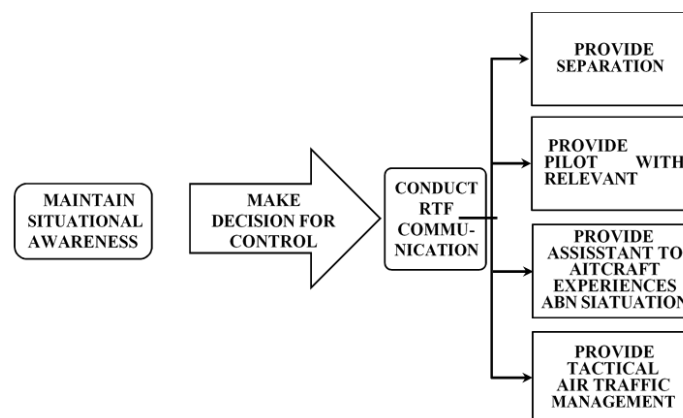 MAINTAIN
SITUATIONAL
AWARENESS
MAKE
DECISION FOR
CONTROL
CONDUCT
RTF
COMMU-
NICATION
PROVIDE
SEPARATION
PROVIDE
PILOT WITH
RELEVANT
PROVIDE
ASSISSTANT TO
AITCRAFT
EXPERIENCES
ABN SIATUATION
PROVIDE
TACTICAL
AIR TRAFFIC
MANAGEMENT